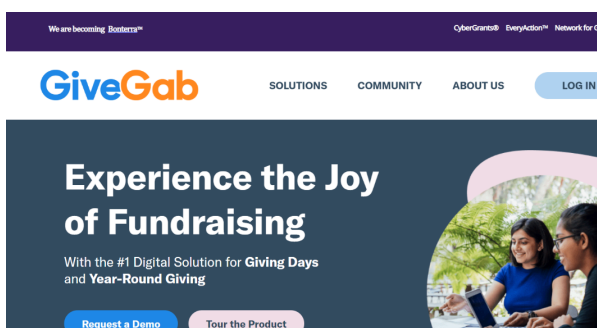 We are becoming Bonterra™
CyberGrants® EveryAction™ Network for
GiveGab
SOLUTIONS COMMUNITY ABOUT US LOG IN
Experience the Joy
of Fundraising
With the #1 Digital Solution for Giving Days
and Year-Round Giving
Request a Demo Tour the Product